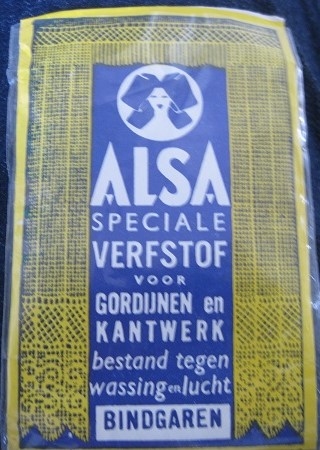 ALSA
SPECIALE
VERFSTOF
VOOR
GORDIJNEN en
KANTWERK
bestand tegen
wassing en lucht
BINDGAREN